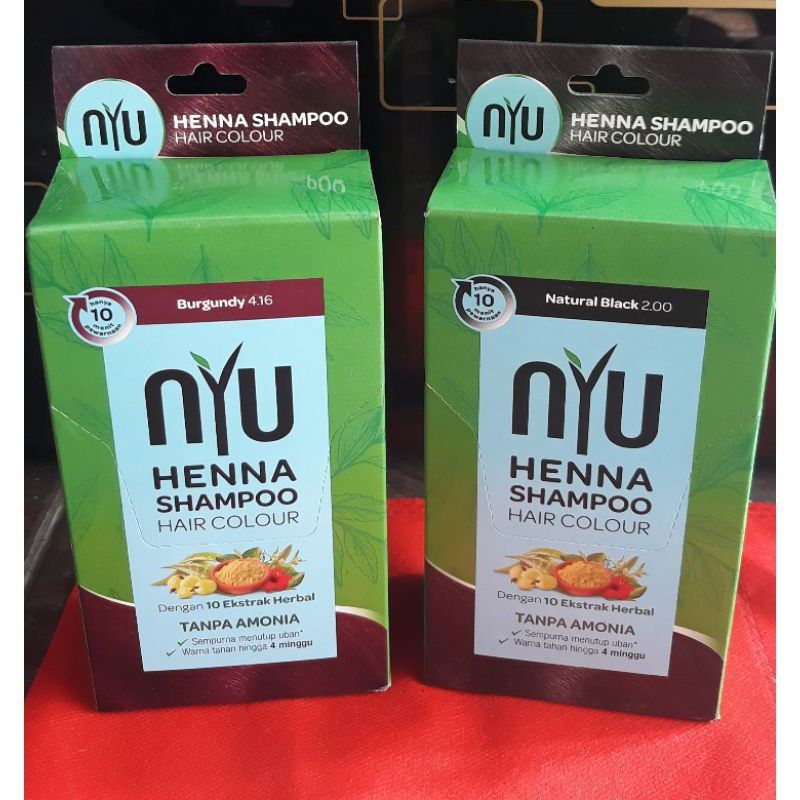 nyu
HENNA SHAMPOO
HAIR COLOUR
Burgundy 4.16
hanya
10
menit
pewarnaan
nyu
HENNA
SHAMPOO
HAIR COLOUR
Dengan 10 Ekstrak Herbal
TANPA AMONIA
✓ Sempurna menutup uban*
✓ Warna tahan hingga 4 minggu
nyu
HENNA SHAMPOO
HAIR COLOUR
Natural Black 2.00
hanya
10
menit
pewarnaan
nyu
HENNA
SHAMPOO
HAIR COLOUR
Dengan 10 Ekstrak Herbal
TANPA AMONIA
✓ Sempurna menutup uban*
✓ Warna tahan hingga 4 minggu